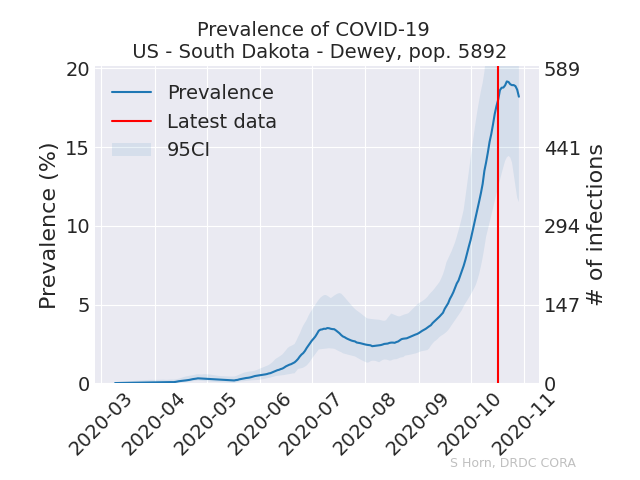 Prevalence of COVID-19
US - South Dakota - Dewey, pop. 5892
Prevalence (%)
20
15
10
5
0
Prevalence
Latest data
95CI
589
441
294
147
0
# of infections
2020-03
2020-04
2020-05
2020-06
2020-07
2020-08
2020-09
2020-10
2020-11
S Horn, DRDC CORA